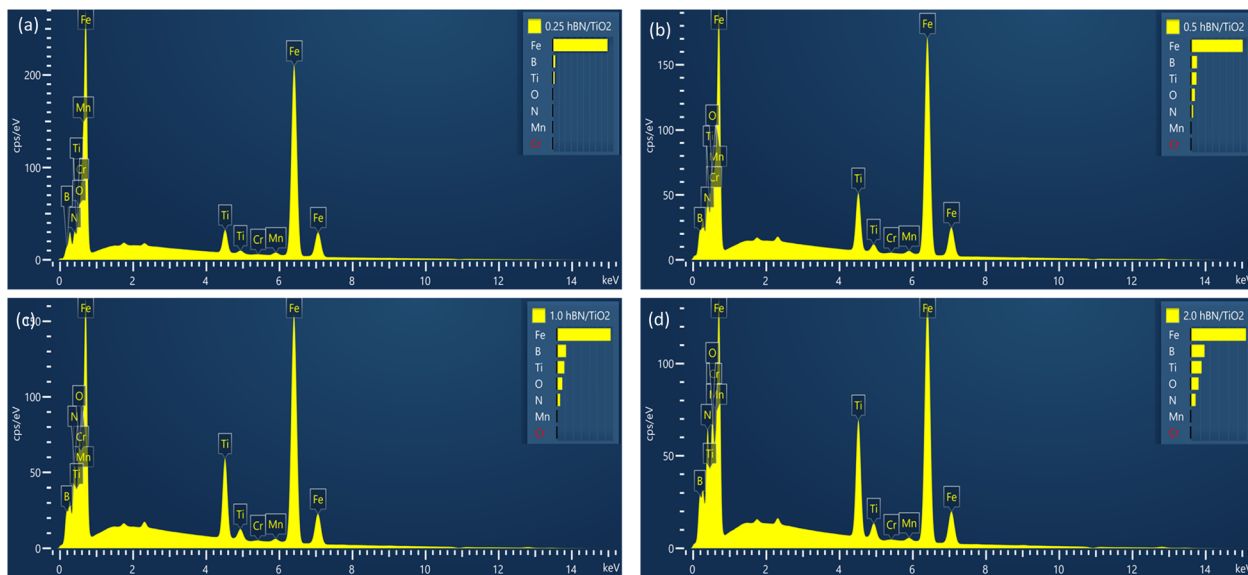 (a)
0.25 hBN/TiO2
Fe
B
Ti
O
N
Mn
Cr
cps/eV
200
100
0
Fe
Mn
Ti
Cr
O
B
N
Fe
Ti
Ti
Cr
Mn
Fe
0 2 4 6 8 10 12 14 keV
(b)
0.5 hBN/TiO2
Fe
B
Ti
O
N
Mn
cps/eV
150
100
50
0
Fe
O
Ti
Mn
Cr
N
B
Fe
Ti
Ti
Cr
Mn
Fe
0 2 4 6 8 10 12 14 keV
(c)
1.0 hBN/TiO2
Fe
B
Ti
O
N
Mn
Cr
cps/eV
100
50
0
Fe
O
N
Cr
Mn
Ti
B
Fe
Ti
Ti
Cr
Mn
Fe
0 2 4 6 8 10 12 14 keV
(d)
2.0 hBN/TiO2
Fe
B
Ti
O
N
Mn
Cr
cps/eV
100
50
0
Fe
O
Cr
Mn
N
Ti
B
Fe
Ti
Ti
Cr
Mn
Fe
0 2 4 6 8 10 12 14 keV